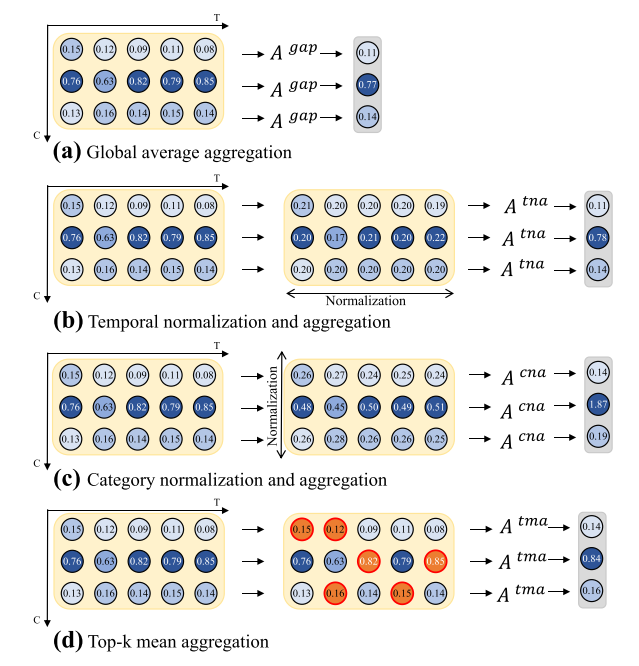 T
0.15 0.12 0.09 0.11 0.08 A gap 0.11
0.76 0.63 0.82 0.79 0.85 A gap 0.77
0.13 0.16 0.14 0.15 0.14 A gap 0.14
C
(a) Global average aggregation
T
0.15 0.12 0.09 0.11 0.08 0.21 0.20 0.20 0.20 0.19 A tna 0.11
0.76 0.63 0.82 0.79 0.85 0.20 0.17 0.21 0.20 0.22 A tna 0.78
0.13 0.16 0.14 0.15 0.14 0.20 0.20 0.20 0.20 0.20 A tna 0.14
Normalization
C
(b) Temporal normalization and aggregation
T
0.15 0.12 0.09 0.11 0.08 0.26 0.27 0.24 0.25 0.24 A cna 0.14
0.76 0.63 0.82 0.79 0.85 0.48 0.45 0.50 0.49 0.51 A cna 1.87
0.13 0.16 0.14 0.15 0.14 0.26 0.28 0.26 0.26 0.25 A cna 0.19
Normalization
C
(c) Category normalization and aggregation
T
0.15 0.12 0.09 0.11 0.08 0.15 0.12 0.09 0.11 0.08 A tma 0.14
0.76 0.63 0.82 0.79 0.85 0.76 0.63 0.82 0.79 0.85 A tma 0.84
0.13 0.16 0.14 0.15 0.14 0.13 0.16 0.14 0.15 0.14 A tma 0.16
C
(d) Top-k mean aggregation